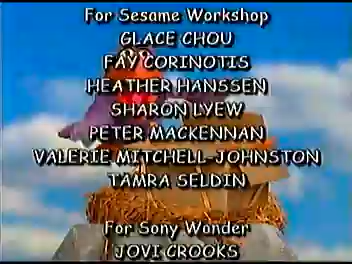 For Sesame Workshop
GLACE CHOU
FAY CORINOTIS
HEATHER HANSSEN
SHARON LYEW
PETER MACKENNAN
VALERIE MITCHELL-JOHNSTON
TAMRA SELDIN
For Sony Wonder
JOVI CROOKS